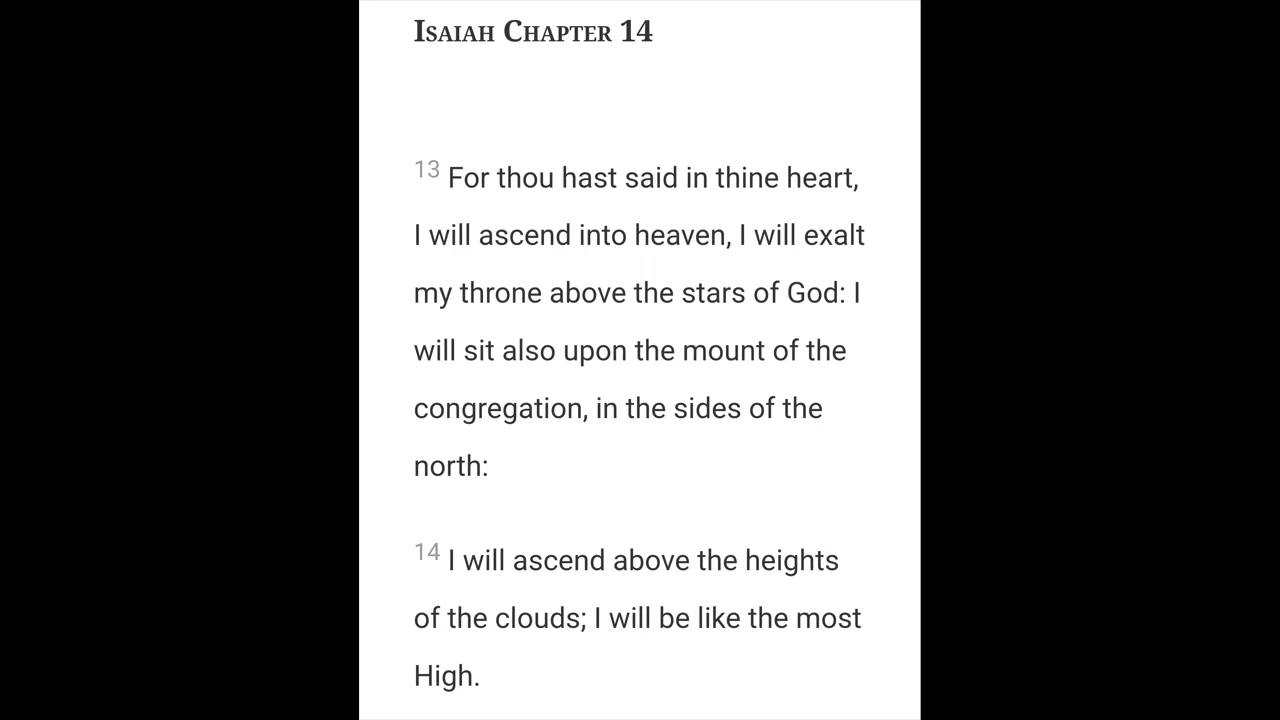 Isaiah Chapter 14
13 For thou hast said in thine heart,
I will ascend into heaven, I will exalt
my throne above the stars of God: I
will sit also upon the mount of the
congregation, in the sides of the
north:
14 I will ascend above the heights
of the clouds; I will be like the most
High.